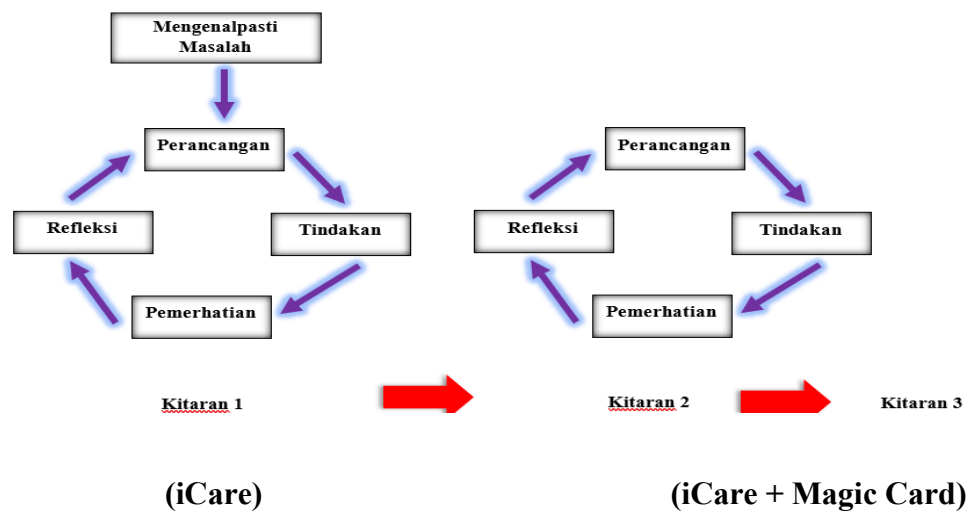 Mengenalpasti
Masalah
Perancangan
Perancangan
Refleksi
Tindakan
Refleksi
Tindakan
Pemerhatian
Pemerhatian
Kitaran 1
Kitaran 2
Kitaran 3
(iCare)
(iCare + Magic Card)